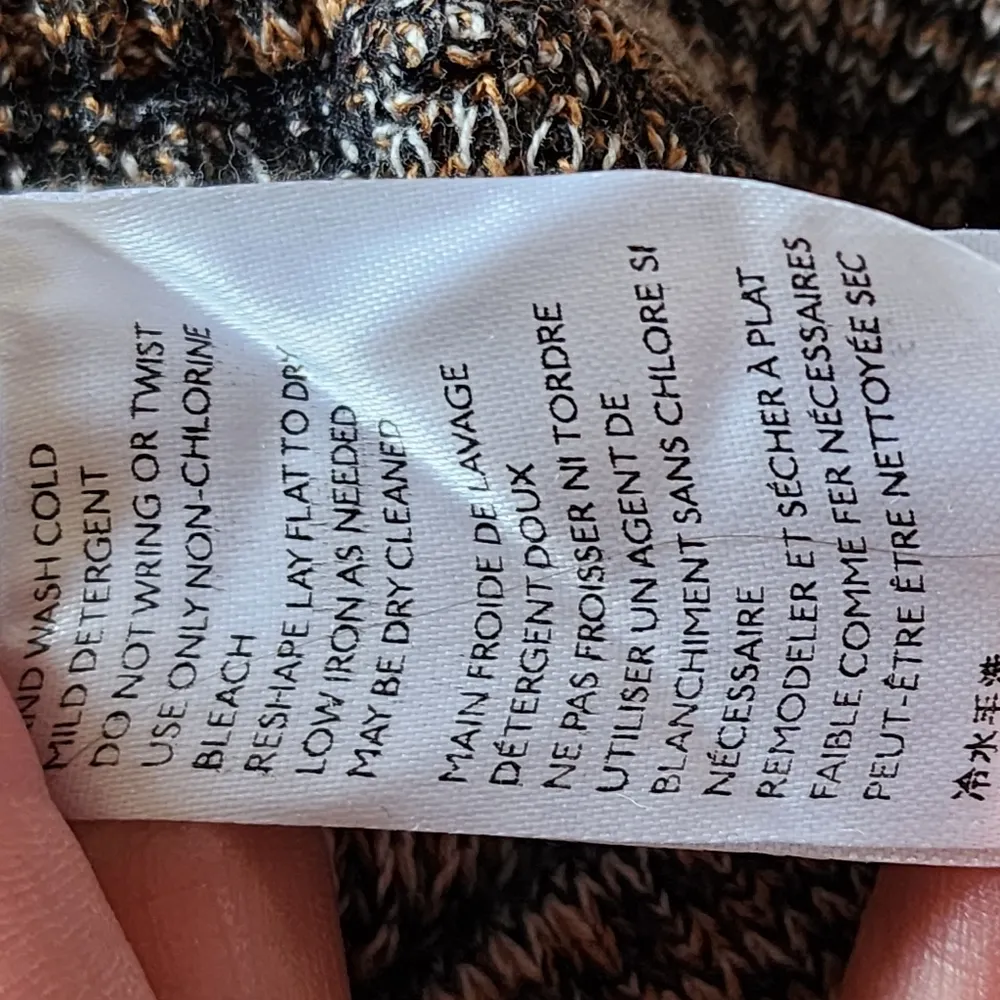 WASH COLD
MILD DETERGENT
DO NOT WRING OR TWIST
USE ONLY NON-CHLORINE
BLEACH
RESHAPE LAY FLAT TO DRY
LOW IRON AS NEEDED
MAY BE DRY CLEANED
MAIN FROIDE DE LAVAGE
DÉTERGENT DOUX
NE PAS FROISSER NI TORDRE
UTILISER UN AGENT DE
BLANCHIMENT SANS CHLORE SI
NÉCESSAIRE
REMODELER ET SÉCHER À PLAT
FAIBLE COMME FER NÉCESSAIRES
PEUT-ÊTRE ÊTRE NETTOYÉE SEC
冷水手洗